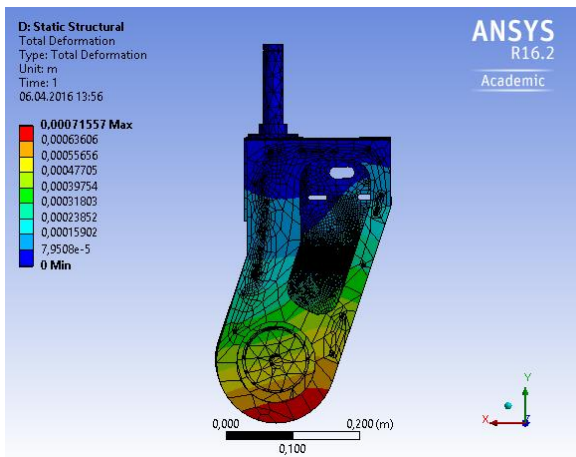 D: Static Structural
Total Deformation
Type: Total Deformation
Unit: m
Time: 1
06.04.2016 13:56
0,00071557 Max
0,00063606
0,00055656
0,00047705
0,00039754
0,00031803
0,00023852
0,00015902
7,9508e-5
0 Min
ANSYS
R16.2
Academic
0,000 0,200 (m)
0,100
Y
X
Z